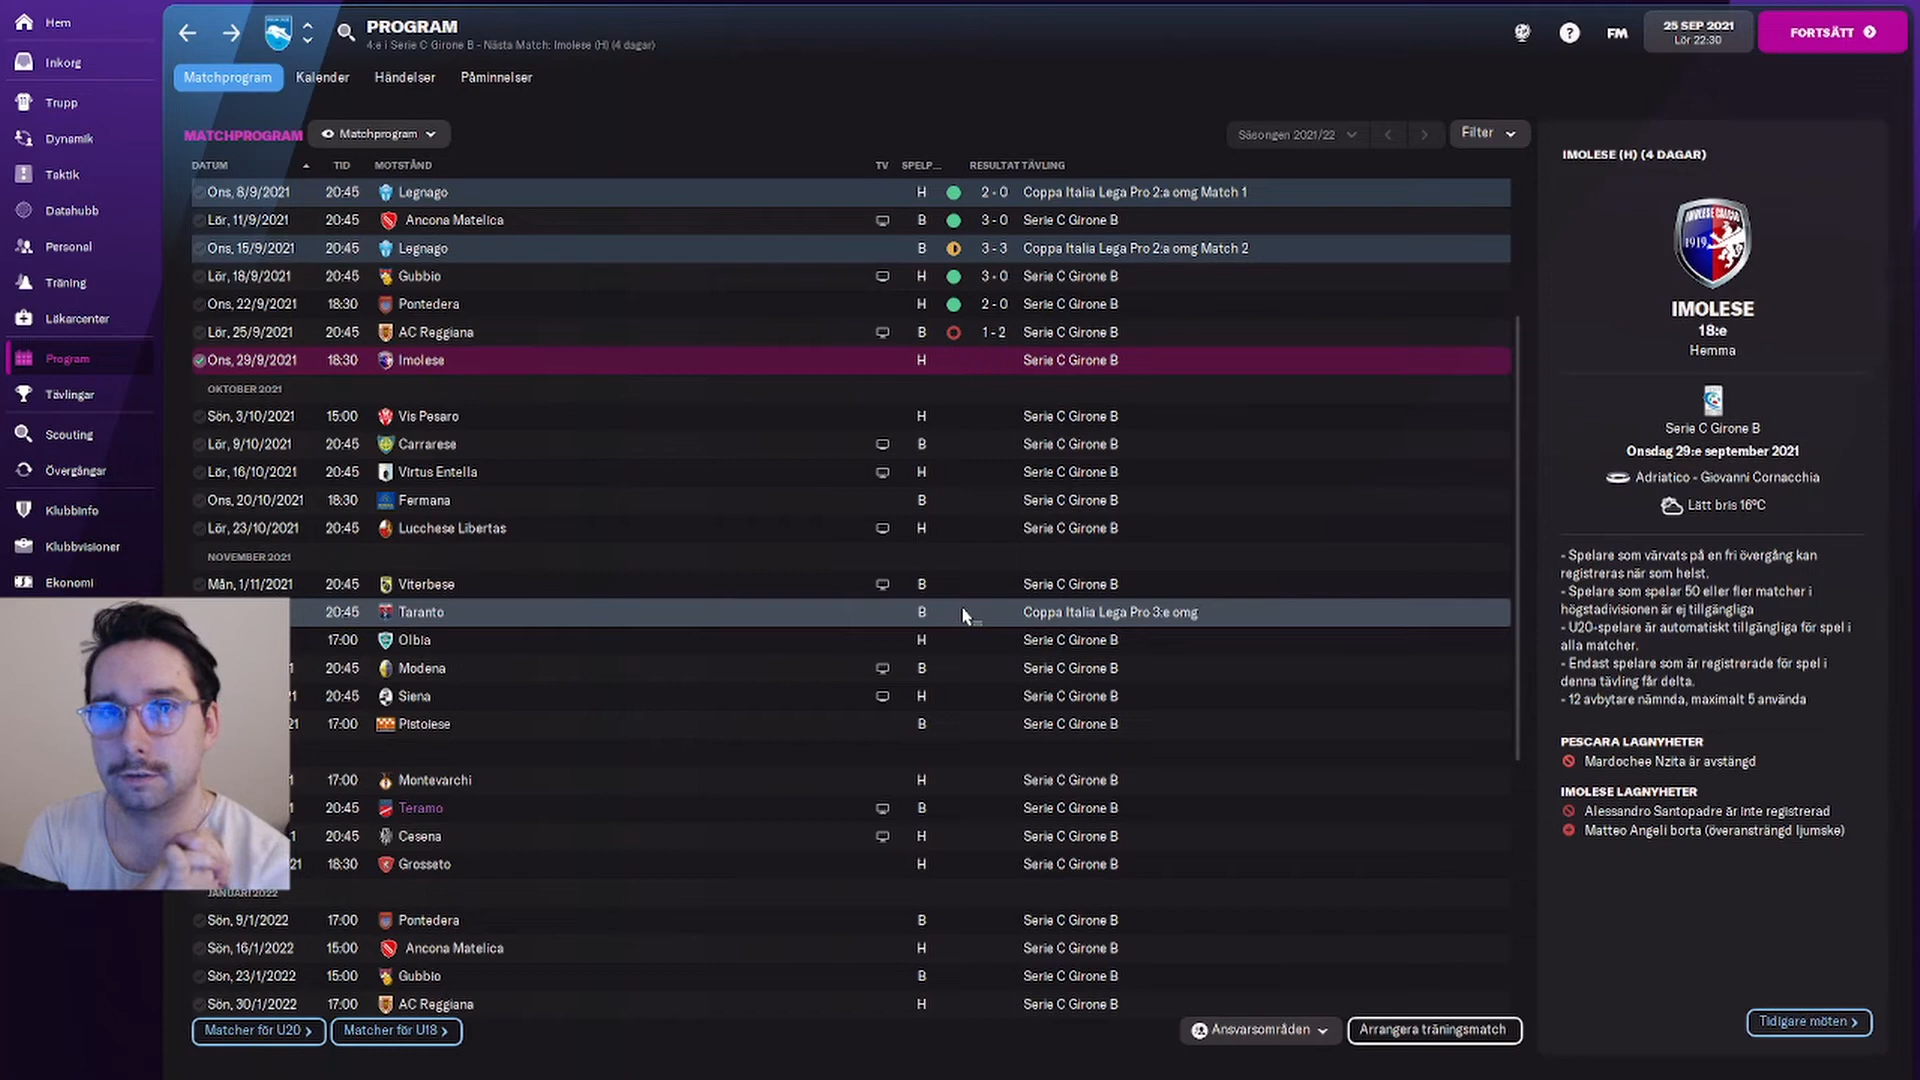 Hem
Inkorg
Trupp
Dynamik
Taktik
Datahubb
Personal
Träning
Läkarcenter
Program
Tävlingar
Scouting
Övergångar
Klubbinfo
Klubbvisioner
Ekonomi
PROGRAM
4:e i Serie C Girone B - Nästa Match: Imolese (H) (4 dagar)
FM
25 SEP 2021
Lör 22:30
FORTSÄTT
Matchprogram Kalender Händelser Påminnelser
MATCHPROGRAM Matchprogram Säsongen 2021/22 Filter
DATUM TID MOTSTÅND TV SPELP... RESULTAT TÄVLING
Ons, 8/9/2021 20:45 Legnago H 2 - 0 Coppa Italia Lega Pro 2:a omg Match 1
Lör, 11/9/2021 20:45 Ancona Matelica B 3 - 0 Serie C Girone B
Ons, 15/9/2021 20:45 Legnago B 3 - 3 Coppa Italia Lega Pro 2:a omg Match 2
Lör, 18/9/2021 20:45 Gubbio H 3 - 0 Serie C Girone B
Ons, 22/9/2021 18:30 Pontedera H 2 - 0 Serie C Girone B
Lör, 25/9/2021 20:45 AC Reggiana B 1 - 2 Serie C Girone B
Ons, 29/9/2021 18:30 Imolese H Serie C Girone B
OKTOBER 2021
Sön, 3/10/2021 15:00 Vis Pesaro H Serie C Girone B
Lör, 9/10/2021 20:45 Carrarese B Serie C Girone B
Lör, 16/10/2021 20:45 Virtus Entella H Serie C Girone B
Ons, 20/10/2021 18:30 Fermana B Serie C Girone B
Lör, 23/10/2021 20:45 Lucchese Libertas H Serie C Girone B
NOVEMBER 2021
Mån, 1/11/2021 20:45 Viterbese B Serie C Girone B
20:45 Taranto B Coppa Italia Lega Pro 3:e omg
17:00 Olbia H Serie C Girone B
1 20:45 Modena B Serie C Girone B
20:45 Siena H Serie C Girone B
21 17:00 Pistoiese B Serie C Girone B
1 17:00 Montevarchi H Serie C Girone B
1 20:45 Teramo B Serie C Girone B
1 20:45 Cesena H Serie C Girone B
21 18:30 Grosseto H Serie C Girone B
JANUARI 2022
Sön, 9/1/2022 17:00 Pontedera B Serie C Girone B
Sön, 16/1/2022 15:00 Ancona Matelica H Serie C Girone B
Sön, 23/1/2022 15:00 Gubbio B Serie C Girone B
Sön, 30/1/2022 17:00 AC Reggiana H Serie C Girone B
Matcher för U20 Matcher för U18 Ansvarsområden Arrangera träningsmatch
IMOLESE (H) (4 DAGAR)
IMOLESE CALCIO
1919
IMOLESE
18:e
Hemma
Serie C Girone B
Onsdag 29:e september 2021
Adriatico - Giovanni Cornacchia
Lätt bris 16°C
- Spelare som värvats på en fri övergång kan
registreras när som helst.
- Spelare som spelar 50 eller fler matcher i
högstadivisionen är ej tillgängliga
- U20-spelare är automatiskt tillgängliga för spel i
alla matcher.
- Endast spelare som är registrerade för spel i
denna tävling får delta.
- 12 avbytare nämnda, maximalt 5 använda
PESCARA LAGNYHETER
Mardochee Nzita är avstängd
IMOLESE LAGNYHETER
Alessandro Santopadre är inte registrerad
Matteo Angeli borta (överansträngd ljumske)
Tidigare möten